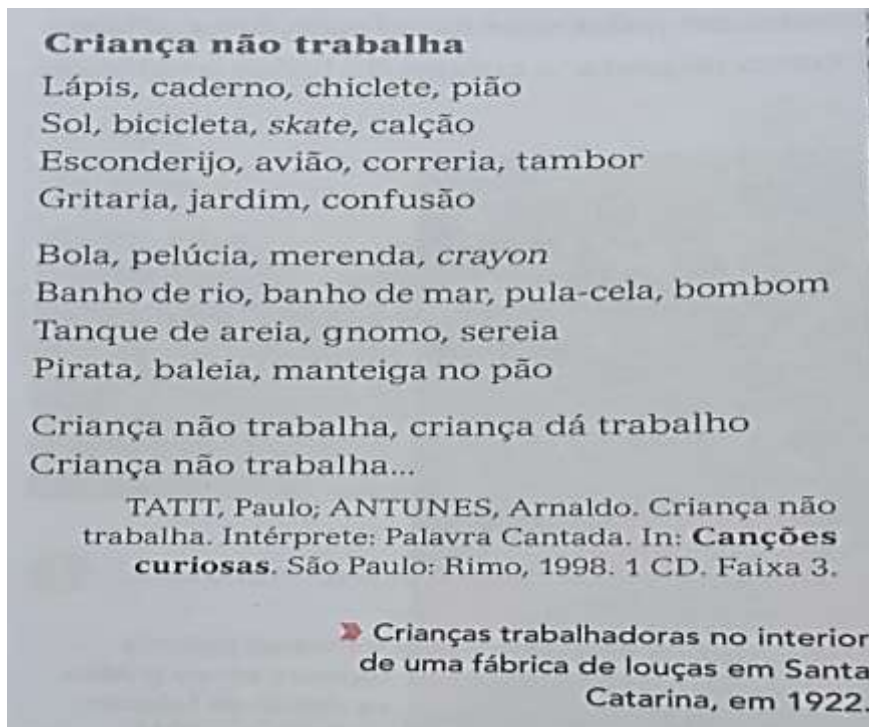 Criança não trabalha
Lápis, caderno, chiclete, pião
Sol, bicicleta, skate, calção
Esconderijo, avião, correria, tambor
Gritaria, jardim, confusão
Bola, pelúcia, merenda, crayon
Banho de rio, banho de mar, pula-cela, bombom
Tanque de areia, gnomo, sereia
Pirata, baleia, manteiga no pão
Criança não trabalha, criança dá trabalho
Criança não trabalha...
TATIT, Paulo; ANTUNES, Arnaldo. Criança não
trabalha. Intérprete: Palavra Cantada. In: Canções
curiosas. São Paulo: Rimo, 1998. 1 CD. Faixa 3.
» Crianças trabalhadoras no interior
de uma fábrica de louças em Santa
Catarina, em 1922.